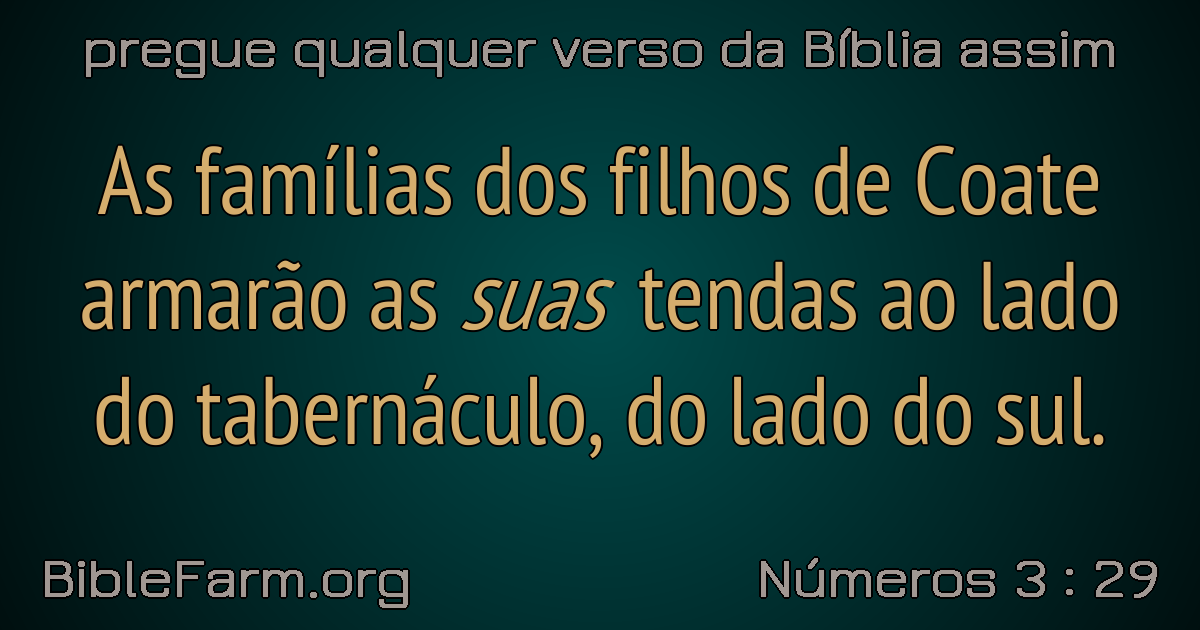 pregue qualquer verso da Bíblia assim
As famílias dos filhos de Coate
armarão as suas tendas ao lado
do tabernáculo, do lado do sul.
BibleFarm.org
Números 3 : 29